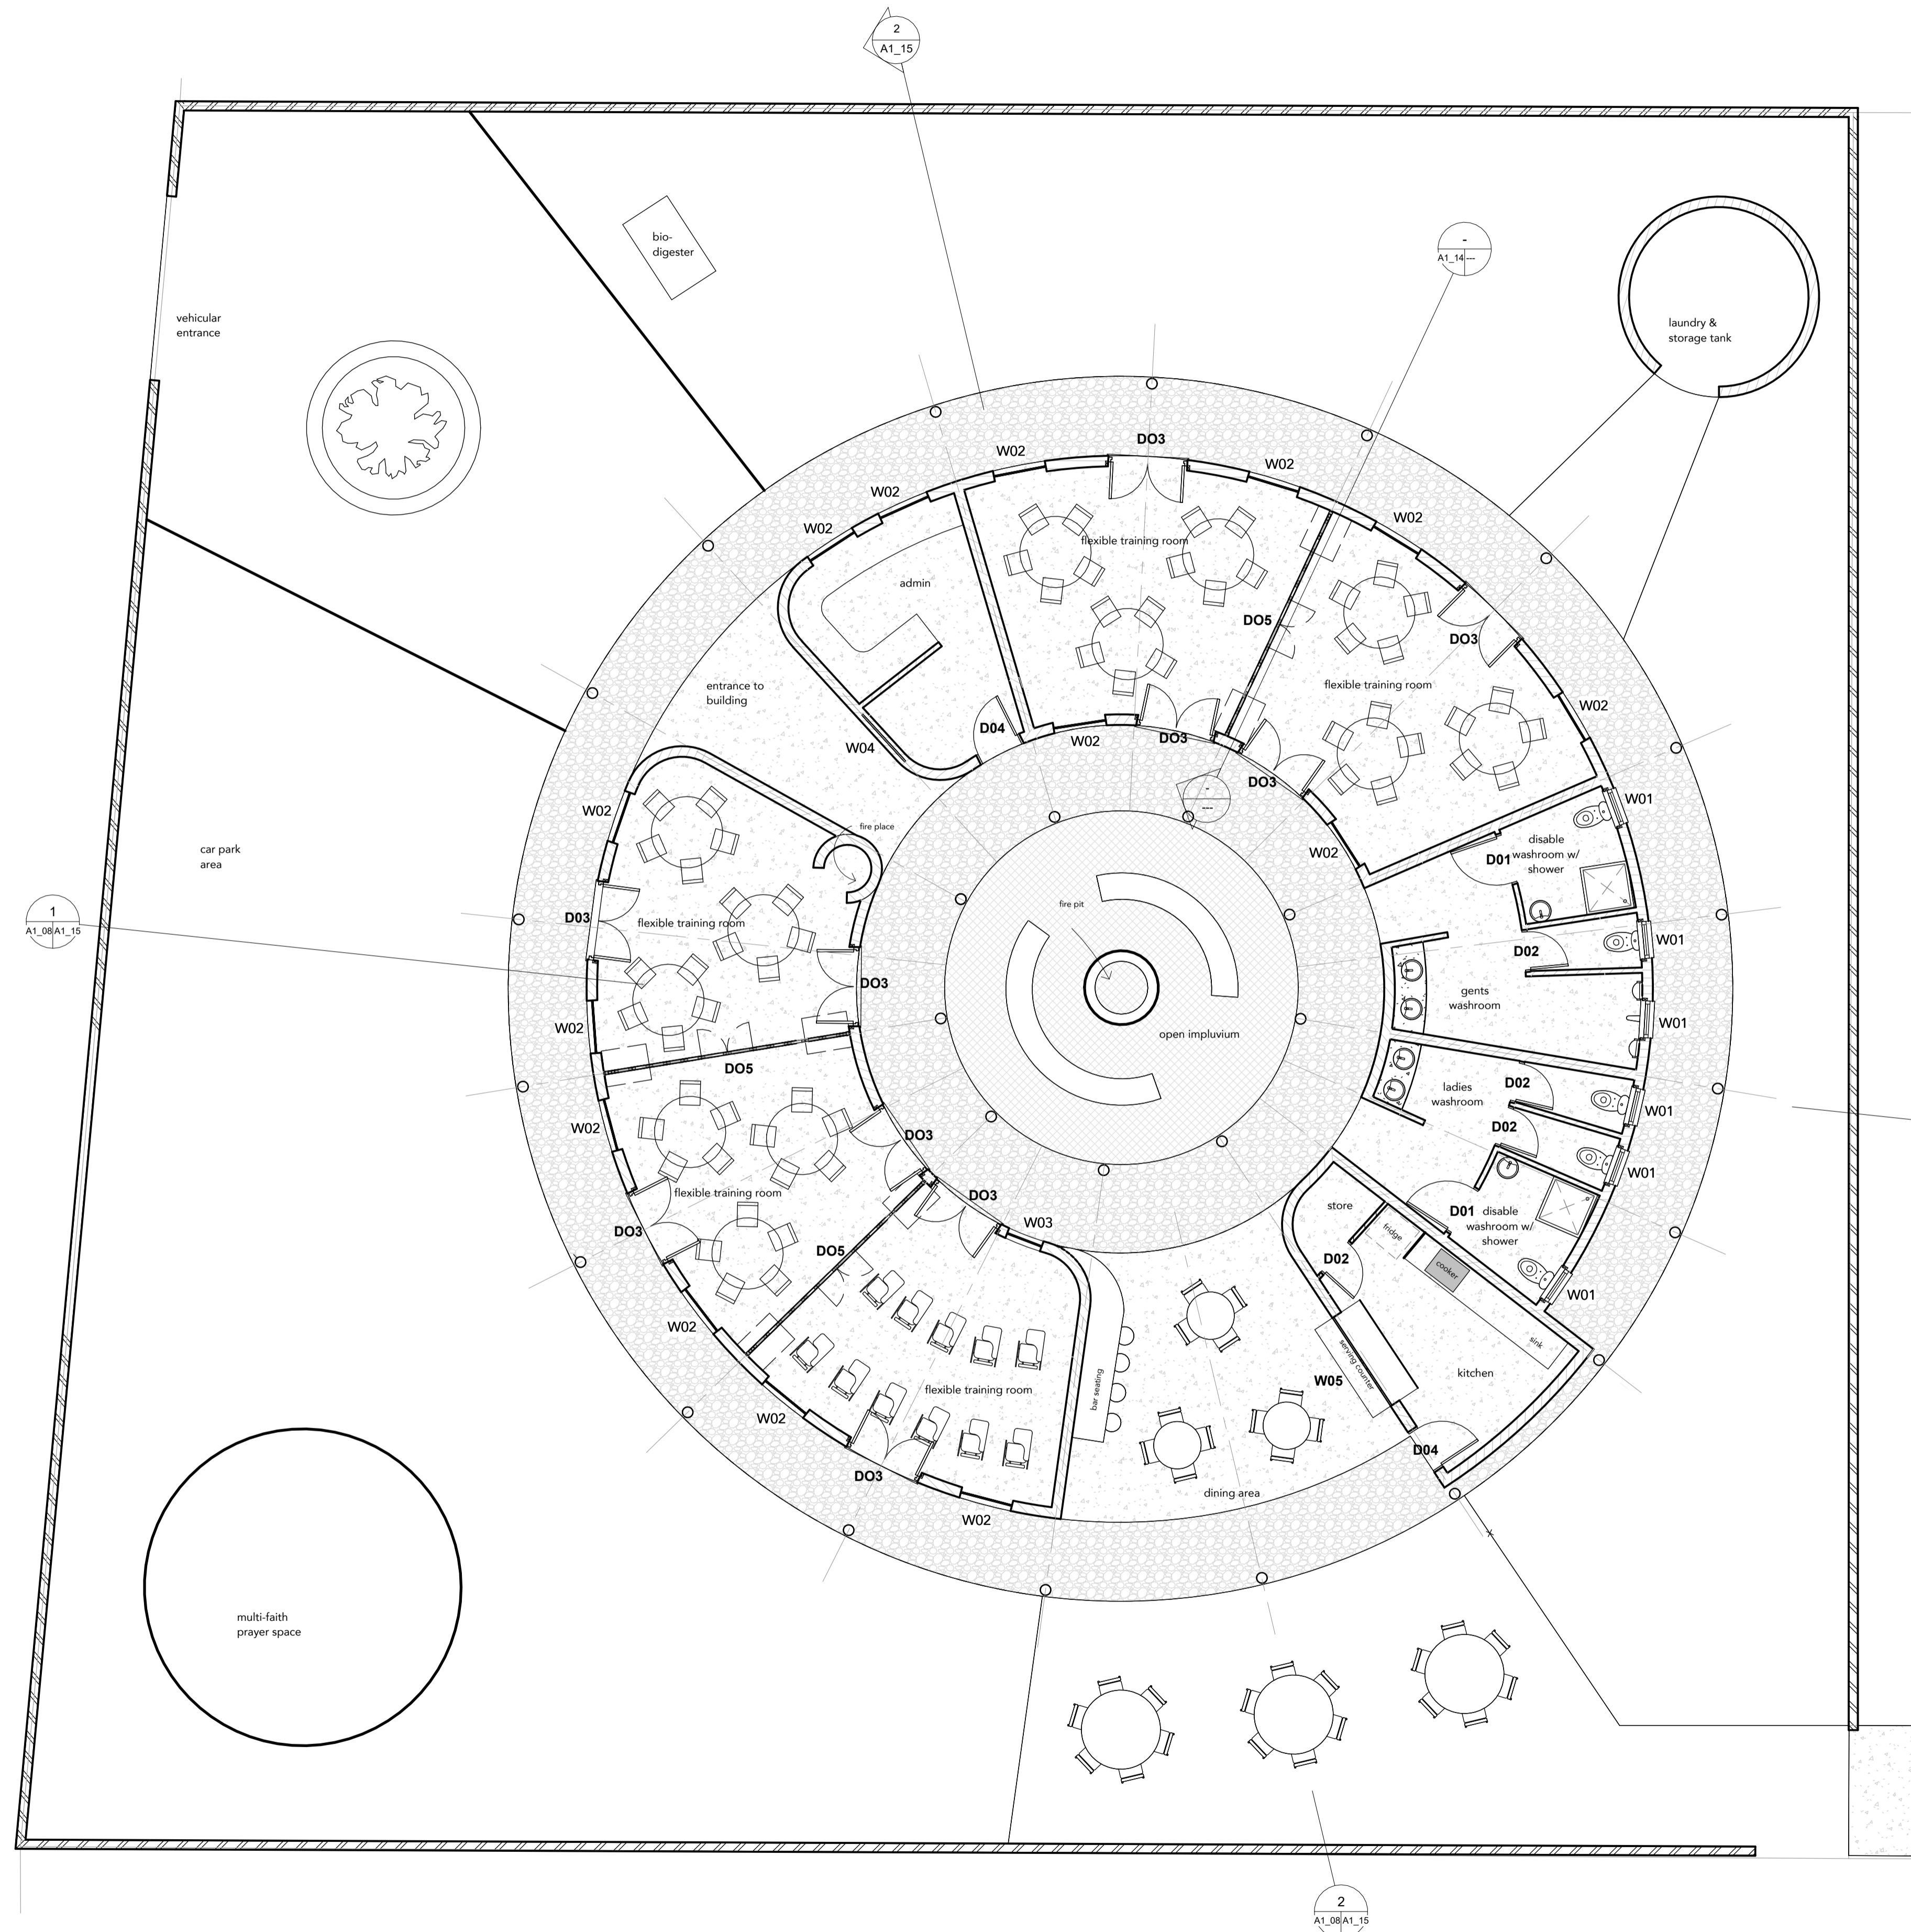 2
A1_15
-
A1_14
---
bio-
digester
vehicular
entrance
laundry &
storage tank
DO3
W02
W02
W02
W02
W02
flexible training room
admin
DO5
DO3
flexible training room
entrance to
building
W02
D04
W02
DO3
W04
DO3
-
---
W01
W02
fire place
W02
disable
washroom w/
shower
D01
car park
area
1
A1_08
A1_15
D03
flexible training room
fire pit
W01
D02
DO3
gents
washroom
W01
W02
open impluvium
DO5
ladies
washroom
D02
W01
W02
D02
DO3
W01
flexible training room
DO3
store
D01
disable
washroom w/
shower
DO3
W03
fridge
DO5
D02
cooker
W01
W02
sink
serving counter
kitchen
W05
flexible training room
bar seating
W02
D04
DO3
dining area
W02
multi-faith
prayer space
2
A1_08
A1_15